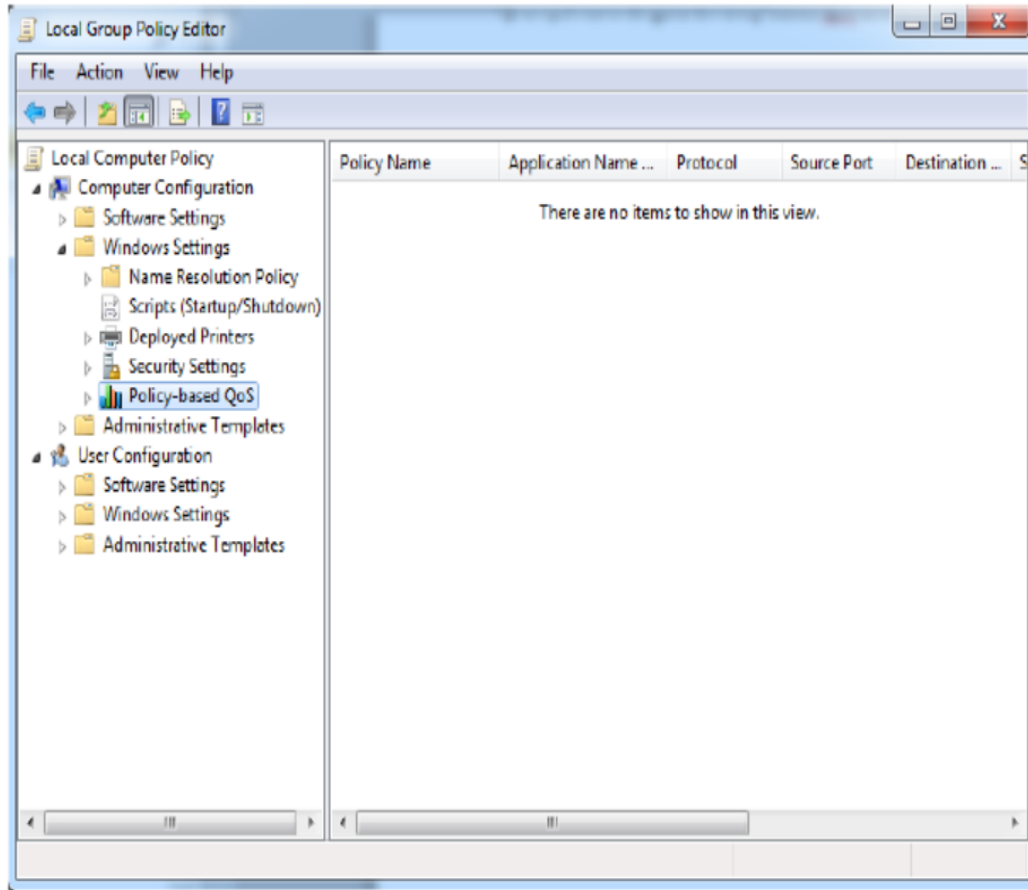 Local Group Policy Editor
File Action View Help
Local Computer Policy
Computer Configuration
Software Settings
Windows Settings
Name Resolution Policy
Scripts (Startup/Shutdown)
Deployed Printers
Security Settings
Policy-based QoS
Administrative Templates
User Configuration
Software Settings
Windows Settings
Administrative Templates
Policy Name Application Name ... Protocol Source Port Destination ... S
There are no items to show in this view.